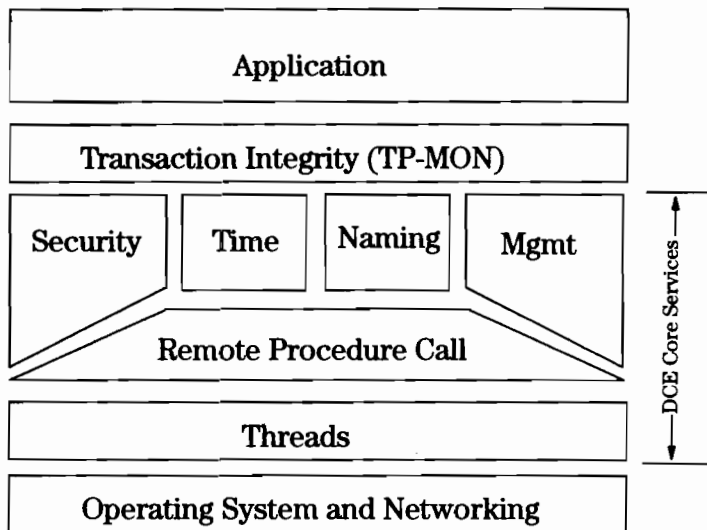 Application
Transaction Integrity (TP-MON)
Security
Time
Naming
Mgmt
Remote Procedure Call
Threads
Operating System and Networking
DCE Core Services